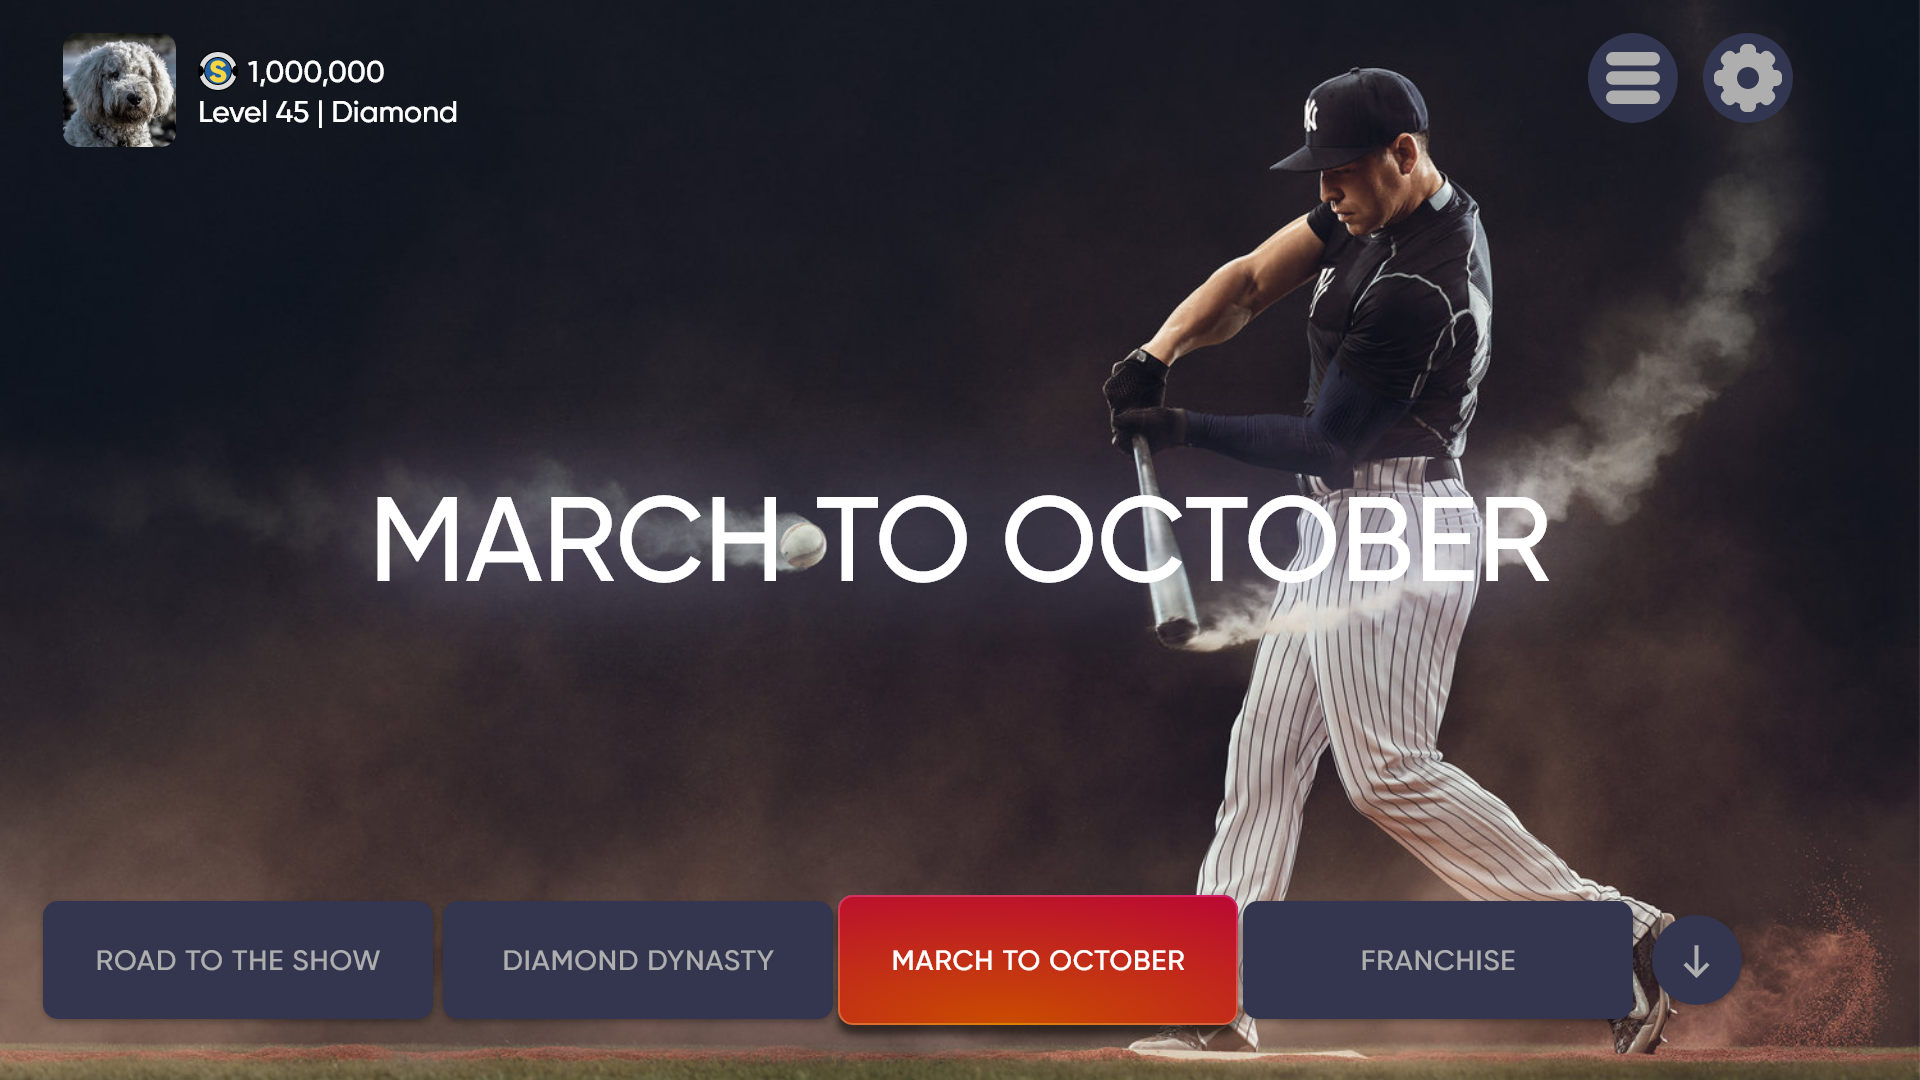 1,000,000
Level 45 | Diamond
MARCH TO OCTOBER
ROAD TO THE SHOW
DIAMOND DYNASTY
MARCH TO OCTOBER
FRANCHISE